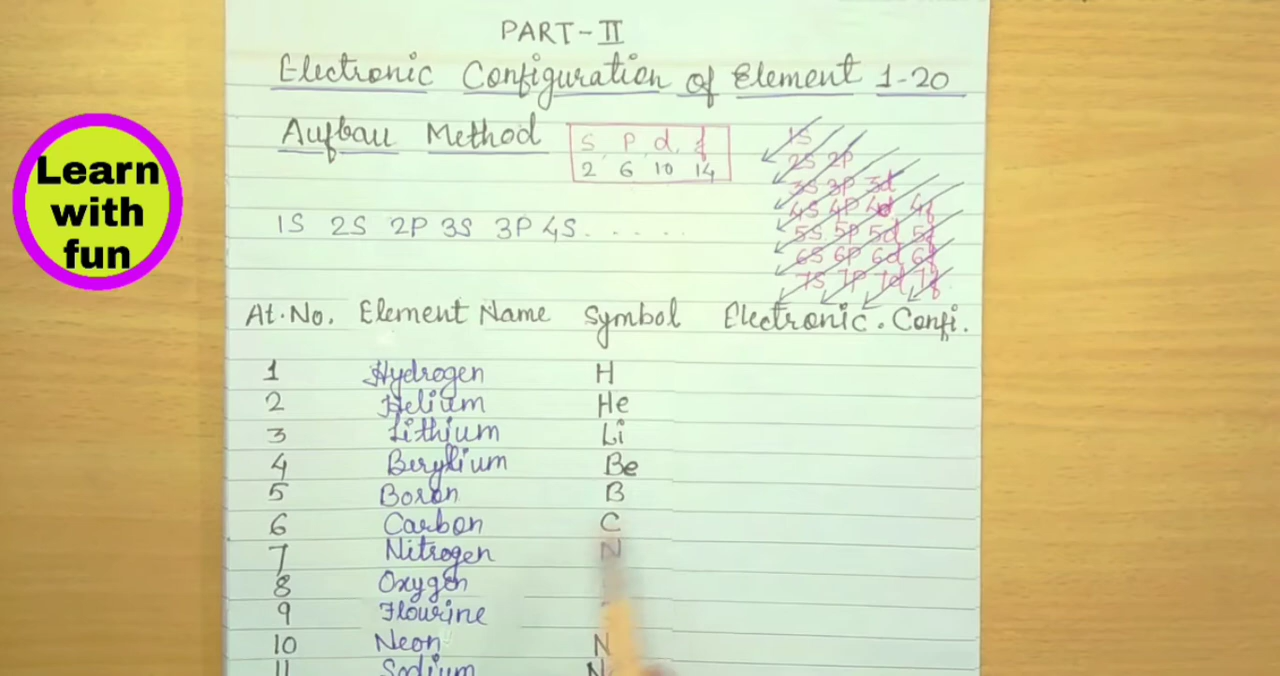 PART-II
Electronic Configuration of Element 1-20
Learn
with
fun
Aufbau Method
S P d f
2 6 10 14
1S
2S 2P
3S 3P 3d
4S 4P 4d 4f
5S 5P 5d 5f
6S 6P 6d 6f
7S 7P 7d 7f
1S 2S 2P 3S 3P 4S. . . . . .
At.No. Element Name Symbol Electronic.Confi.
1 Hydrogen H
2 Helium He
3 Lithium Li
4 Berylium Be
5 Boron B
6 Carbon C
7 Nitrogen N
8 Oxygen
9 Flourine
10 Neon N
11 Sodium